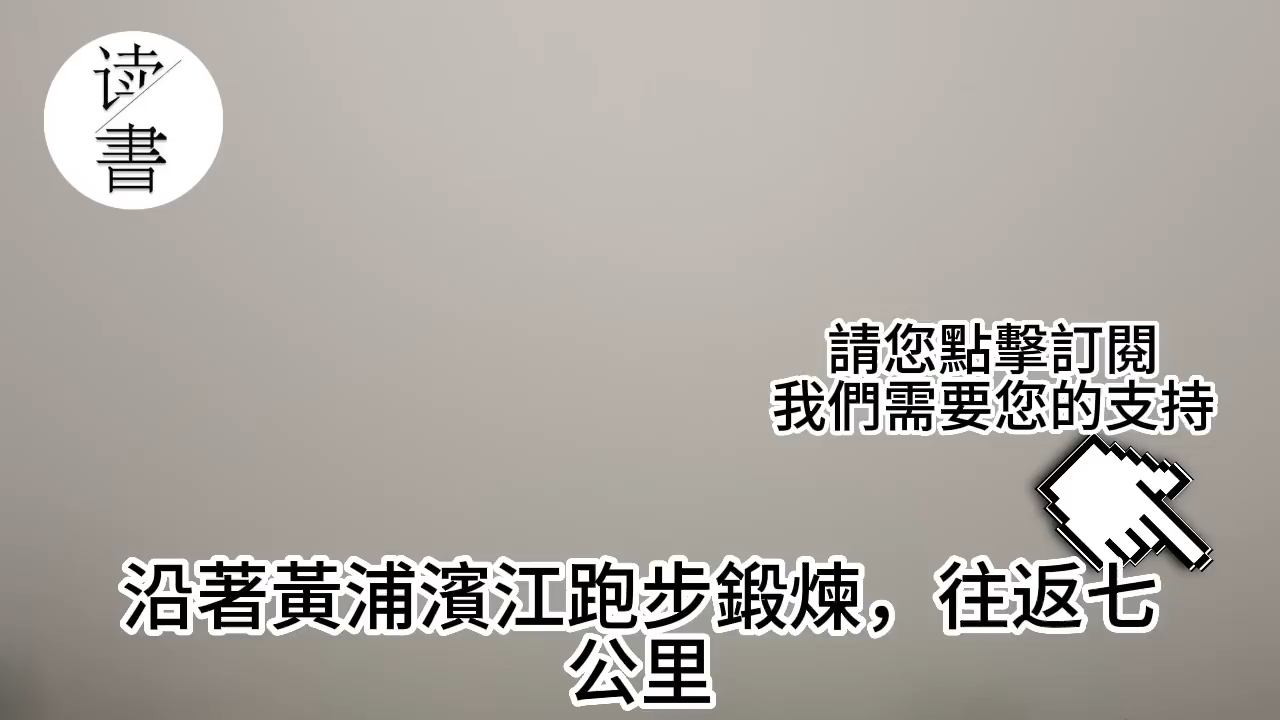 读
書
請您點擊訂閱
我們需要您的支持
沿著黃浦濱江跑步鍛煉，往返七
公里